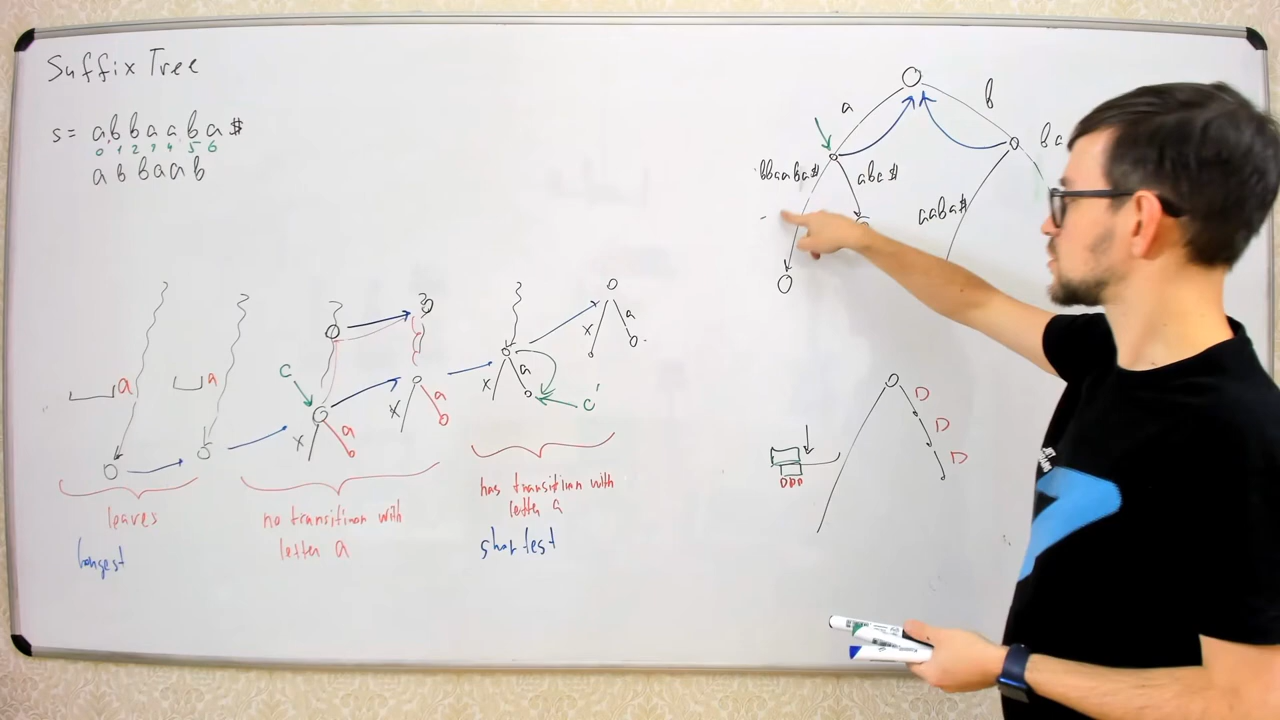 Suffix Tree
s= abbaaba$
0 1 2 3 4 5 6
abbaab
a
b
bbaaba$
aba$
aaba$
ba
a
a
c
x
a
x
a
x
a
c'
x
a
D
D
D
DDD
leaves
longest
no transition with
letter a
has transition with
letter a
shortest